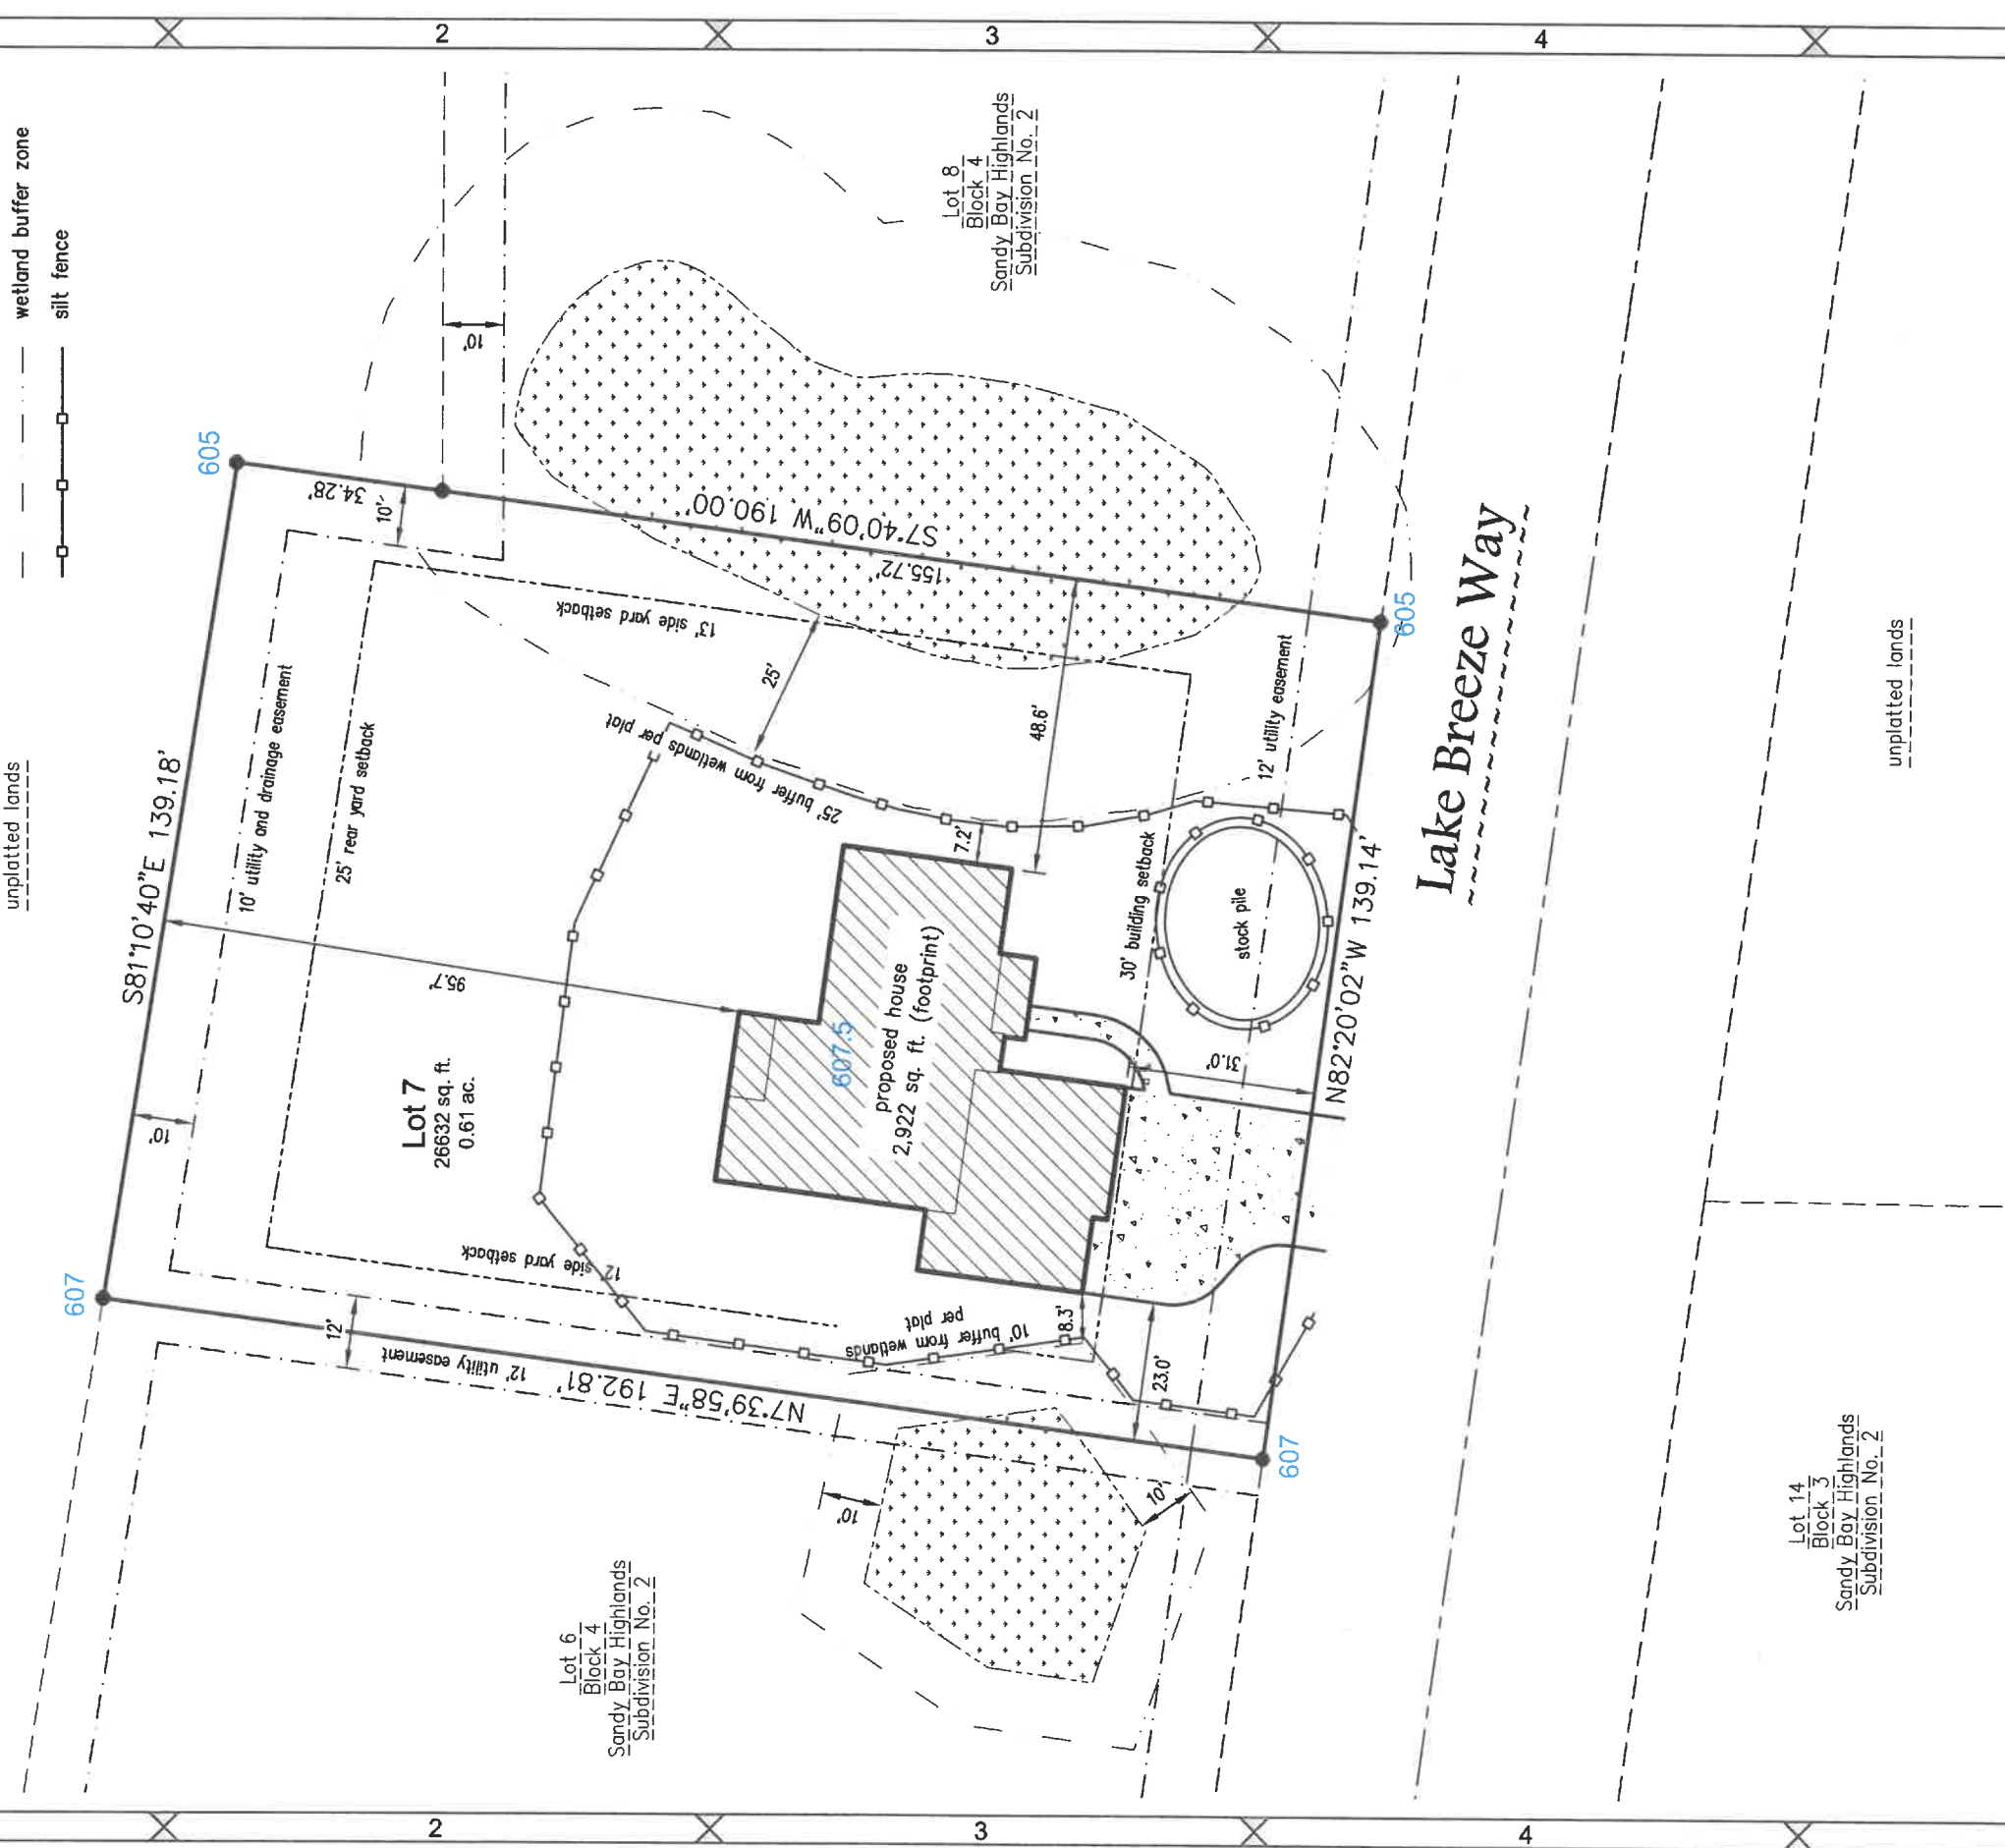 2
3
4
wetland buffer zone
silt fence
unplatted lands
Lot 8
Block 4
Sandy Bay Highlands
Subdivision No. 2
10'
605
34.28'
10'
S7°40'09"W 190.00'
155.72'
S81°10'40"E 139.18'
10' utility and drainage easement
25' rear yard setback
13' side yard setback
25'
25' buffer from wetlands per plat
48.6'
7.2'
12' utility easement
605
Lake Breeze Way
unplatted lands
30' building setback
stock pile
N82°20'02"W 139.14'
95.7'
607.5
proposed house
2,922 sq. ft. (footprint)
31.0'
Lot 7
26632 sq. ft.
0.61 ac.
10'
607
12' side yard setback
12'
12' utility easement
N7°39'58"E 192.81'
10' buffer from wetlands
per plat
8.3'
23.0'
607
10'
10'
Lot 6
Block 4
Sandy Bay Highlands
Subdivision No. 2
Lot 14
Block 3
Sandy Bay Highlands
Subdivision No. 2
2
3
4